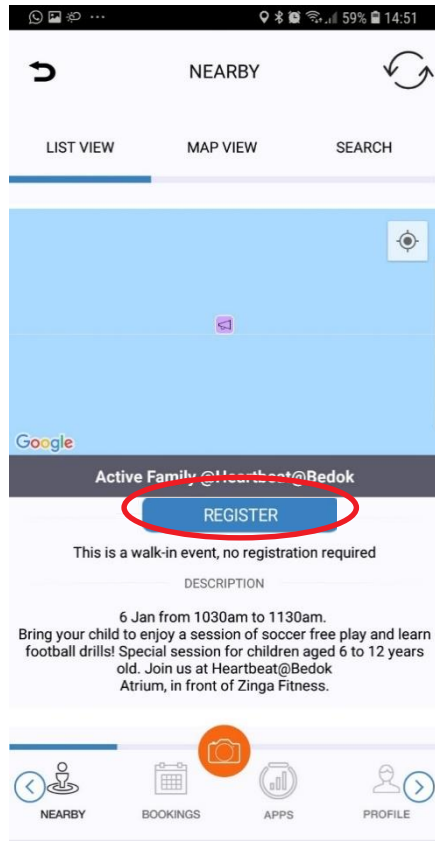 59% 14:51
NEARBY
LIST VIEW MAP VIEW SEARCH
Google
Active Family @Heartbeat@Bedok
REGISTER
This is a walk-in event, no registration required
DESCRIPTION
6 Jan from 1030am to 1130am.
Bring your child to enjoy a session of soccer free play and learn
football drills! Special session for children aged 6 to 12 years
old. Join us at Heartbeat@Bedok
Atrium, in front of Zinga Fitness.
NEARBY BOOKINGS APPS PROFILE